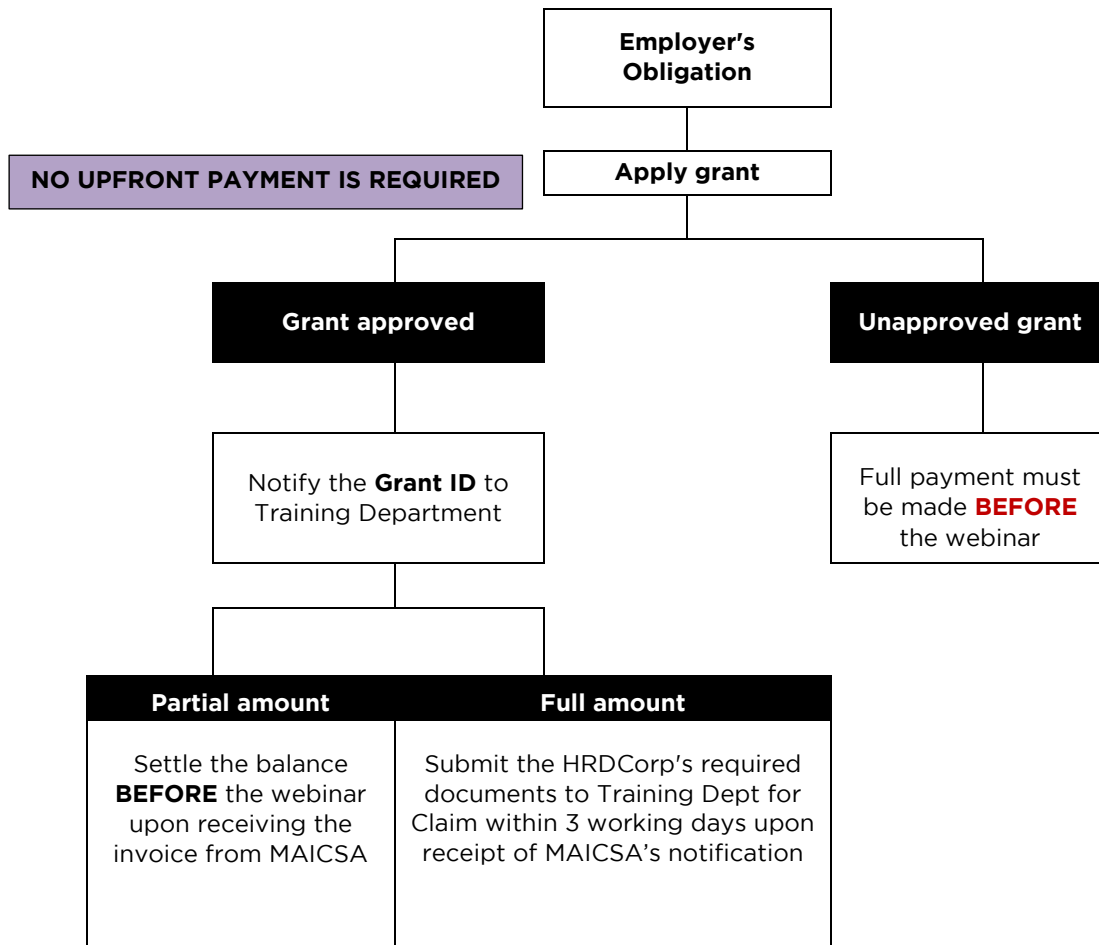 Employer's
Obligation
NO UPFRONT PAYMENT IS REQUIRED
Apply grant
Grant approved
Unapproved grant
Notify the Grant ID to
Training Department
Full payment must
be made BEFORE
the webinar
Partial amount
Full amount
Settle the balance
BEFORE the webinar
upon receiving the
invoice from MAICSA
Submit the HRDCorp's required
documents to Training Dept for
Claim within 3 working days upon
receipt of MAICSA’s notification